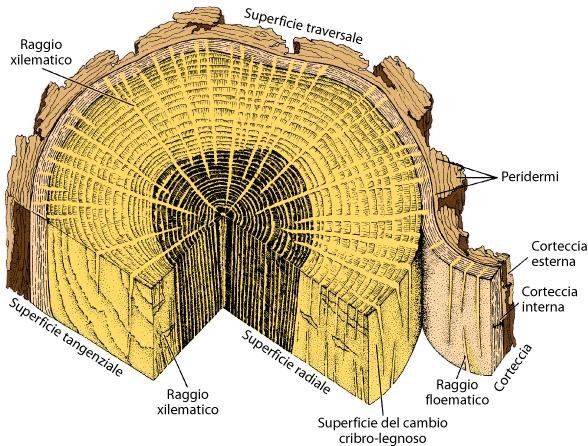 Superficie traversale
Raggio
xilematico
Peridermi
Corteccia
esterna
Corteccia
interna
Corteccia
Superficie tangenziale
Superficie radiale
Raggio
xilematico
Raggio
floematico
Superficie del cambio
cribro-legnoso